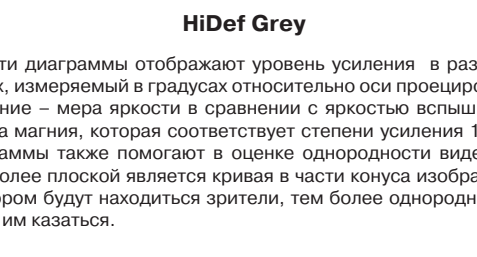 HiDef Grey
ти диаграммы отображают уровень усиления в раз
х, измеряемый в градусах относительно оси проециро
ние – мера яркости в сравнении с яркостью вспыш
а магния, которая соответствует степени усиления 1
аммы также помогают в оценке однородности виде
олее плоской является кривая в части конуса изобра
ором будут находиться зрители, тем более однородн
им казаться.